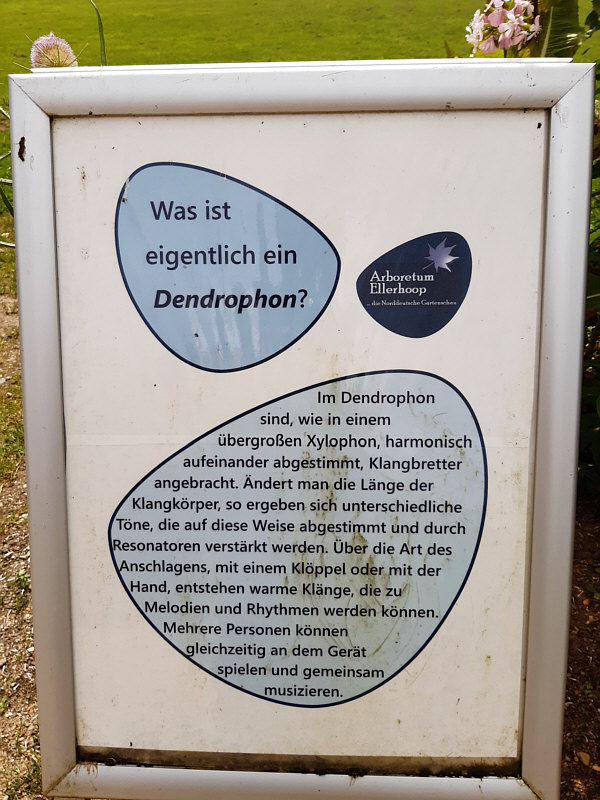 Was ist
eigentlich ein
Dendrophon?
Arboretum
Ellerhoop
...die Norddeutsche Gartenschau
Im Dendrophon
sind, wie in einem
übergroßen Xylophon, harmonisch
aufeinander abgestimmt, Klangbretter
angebracht. Ändert man die Länge der
Klangkörper, so ergeben sich unterschiedliche
Töne, die auf diese Weise abgestimmt und durch
Resonatoren verstärkt werden. Über die Art des
Anschlagens, mit einem Klöppel oder mit der
Hand, entstehen warme Klänge, die zu
Melodien und Rhythmen werden können.
Mehrere Personen können
gleichzeitig an dem Gerät
spielen und gemeinsam
musizieren.